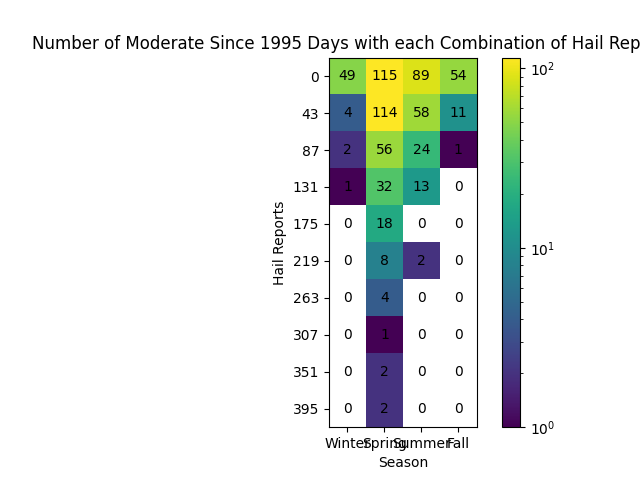 Number of Moderate Since 1995 Days with each Combination of Hail Rep
0 49 115 89 54
43 4 114 58 11
87 2 56 24 1
131 1 32 13 0
175 0 18 0 0
219 0 8 2 0
263 0 4 0 0
307 0 1 0 0
351 0 2 0 0
395 0 2 0 0
Hail Reports
Winter Spring Summer Fall
Season
10²
10¹
10⁰